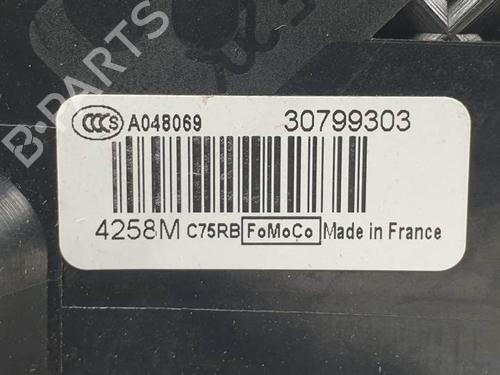 B-PARTS
CCC S A048069 30799303
4258M C75RB FoMoCo Made in France